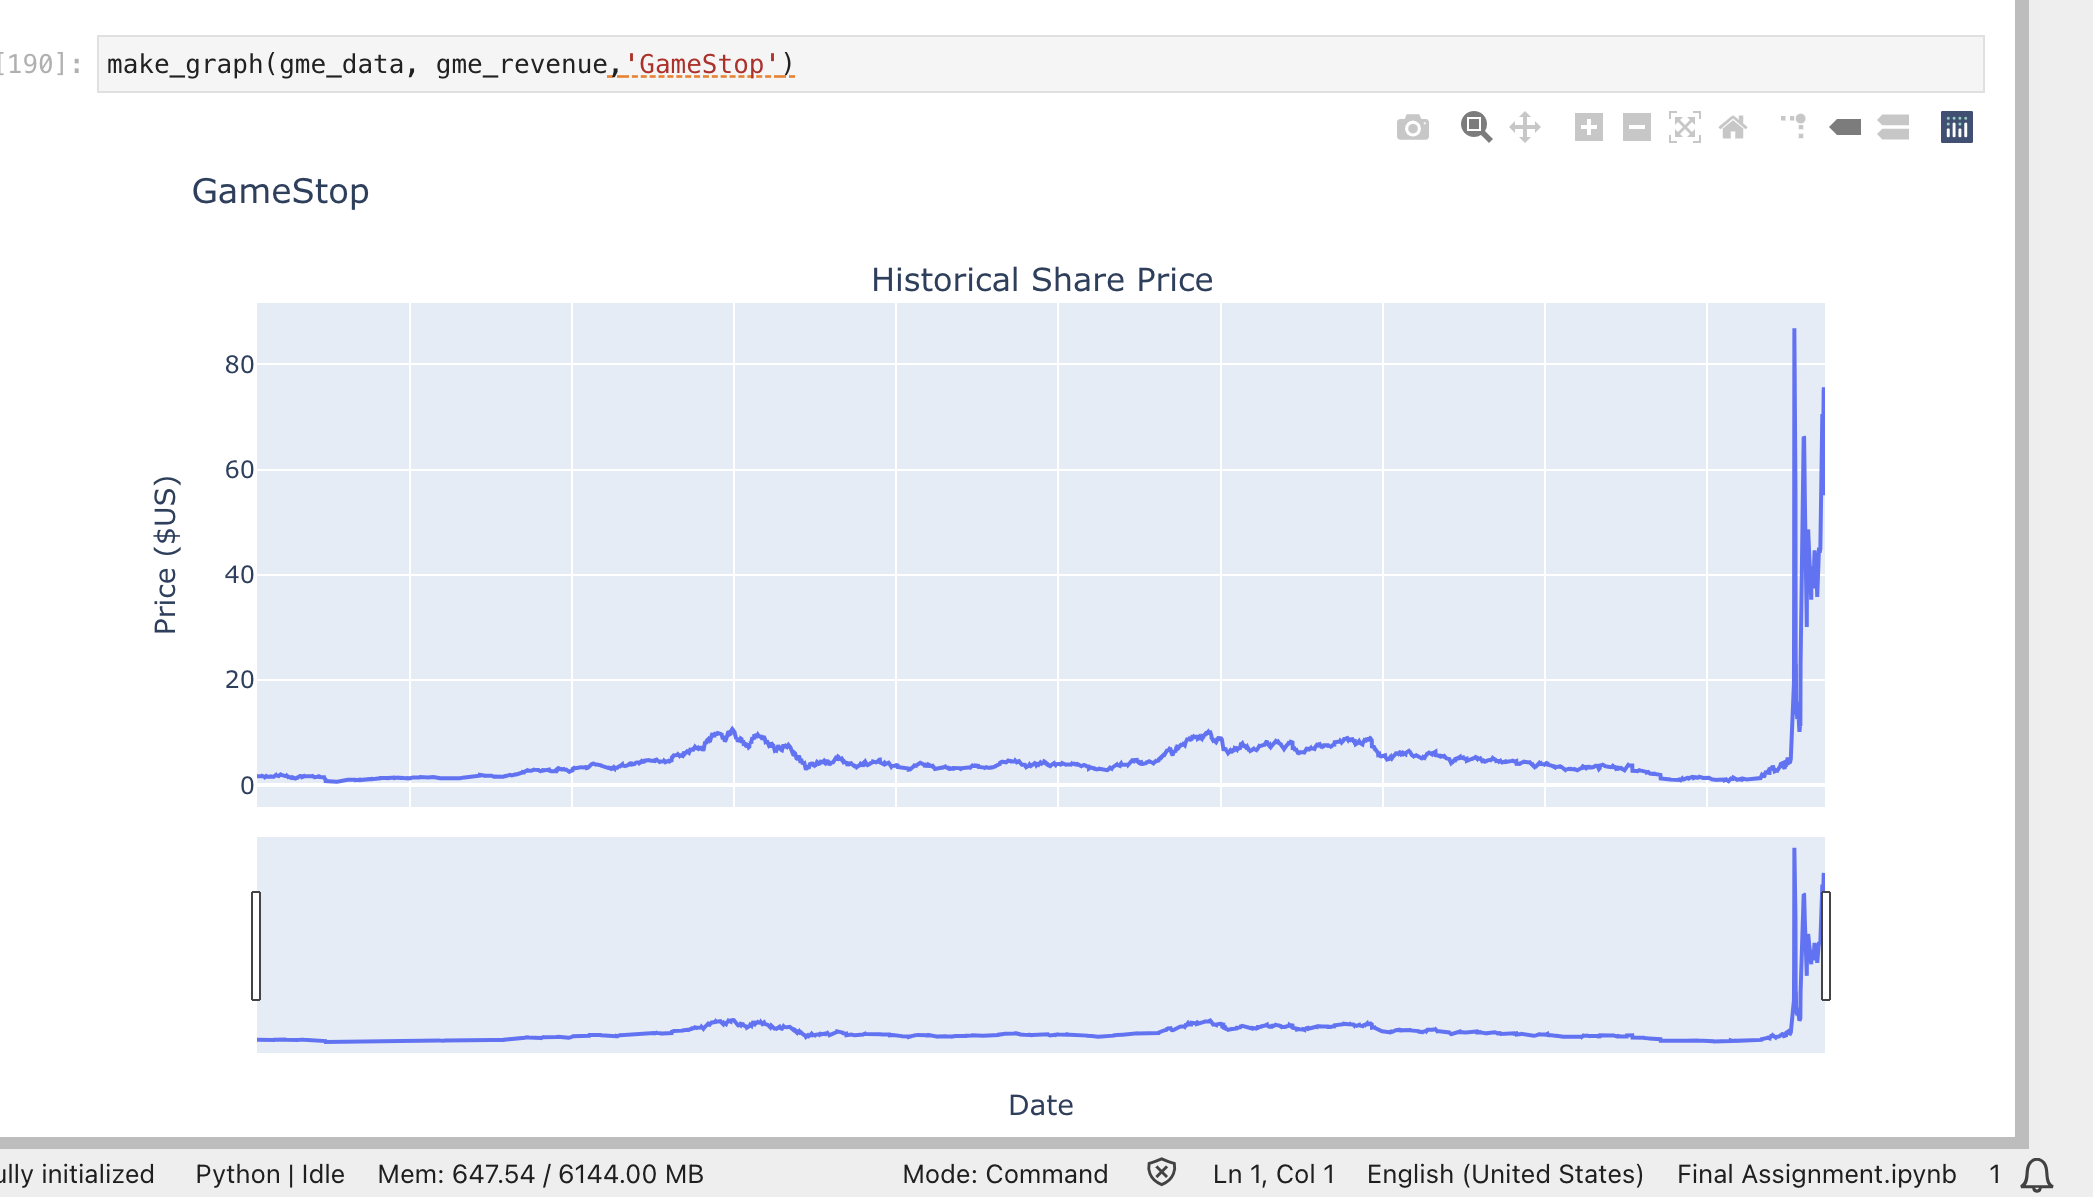 [190]: make_graph(gme_data, gme_revenue,'GameStop')
GameStop
Historical Share Price
80
60
40
20
0
Price ($US)
Date
ully initialized Python | Idle Mem: 647.54 / 6144.00 MB Mode: Command Ln 1, Col 1 English (United States) Final Assignment.ipynb 1